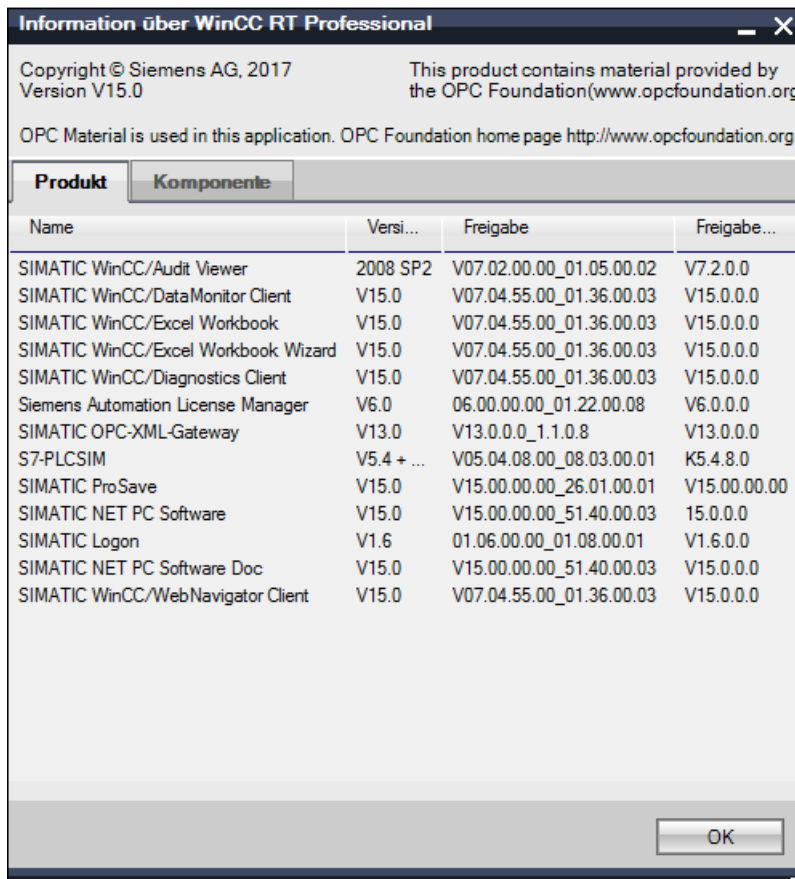 Information über WinCC RT Professional
Copyright © Siemens AG, 2017
Version V15.0
This product contains material provided by
the OPC Foundation(www.opcfoundation.org
OPC Material is used in this application. OPC Foundation home page http://www.opcfoundation.org
Produkt Komponente
Name Versi... Freigabe Freigabe...
SIMATIC WinCC/Audit Viewer 2008 SP2 V07.02.00.00_01.05.00.02 V7.2.0.0
SIMATIC WinCC/DataMonitor Client V15.0 V07.04.55.00_01.36.00.03 V15.0.0.0
SIMATIC WinCC/Excel Workbook V15.0 V07.04.55.00_01.36.00.03 V15.0.0.0
SIMATIC WinCC/Excel Workbook Wizard V15.0 V07.04.55.00_01.36.00.03 V15.0.0.0
SIMATIC WinCC/Diagnostics Client V15.0 V07.04.55.00_01.36.00.03 V15.0.0.0
Siemens Automation License Manager V6.0 06.00.00.00_01.22.00.08 V6.0.0.0
SIMATIC OPC-XML-Gateway V13.0 V13.0.0.0_1.1.0.8 V13.0.0.0
S7-PLCSIM V5.4 + ... V05.04.08.00_08.03.00.01 K5.4.8.0
SIMATIC ProSave V15.0 V15.00.00.00_26.01.00.01 V15.00.00.00
SIMATIC NET PC Software V15.0 V15.00.00.00_51.40.00.03 15.0.0.0
SIMATIC Logon V1.6 01.06.00.00_01.08.00.01 V1.6.0.0
SIMATIC NET PC Software Doc V15.0 V15.00.00.00_51.40.00.03 V15.0.0.0
SIMATIC WinCC/WebNavigator Client V15.0 V07.04.55.00_01.36.00.03 V15.0.0.0
OK